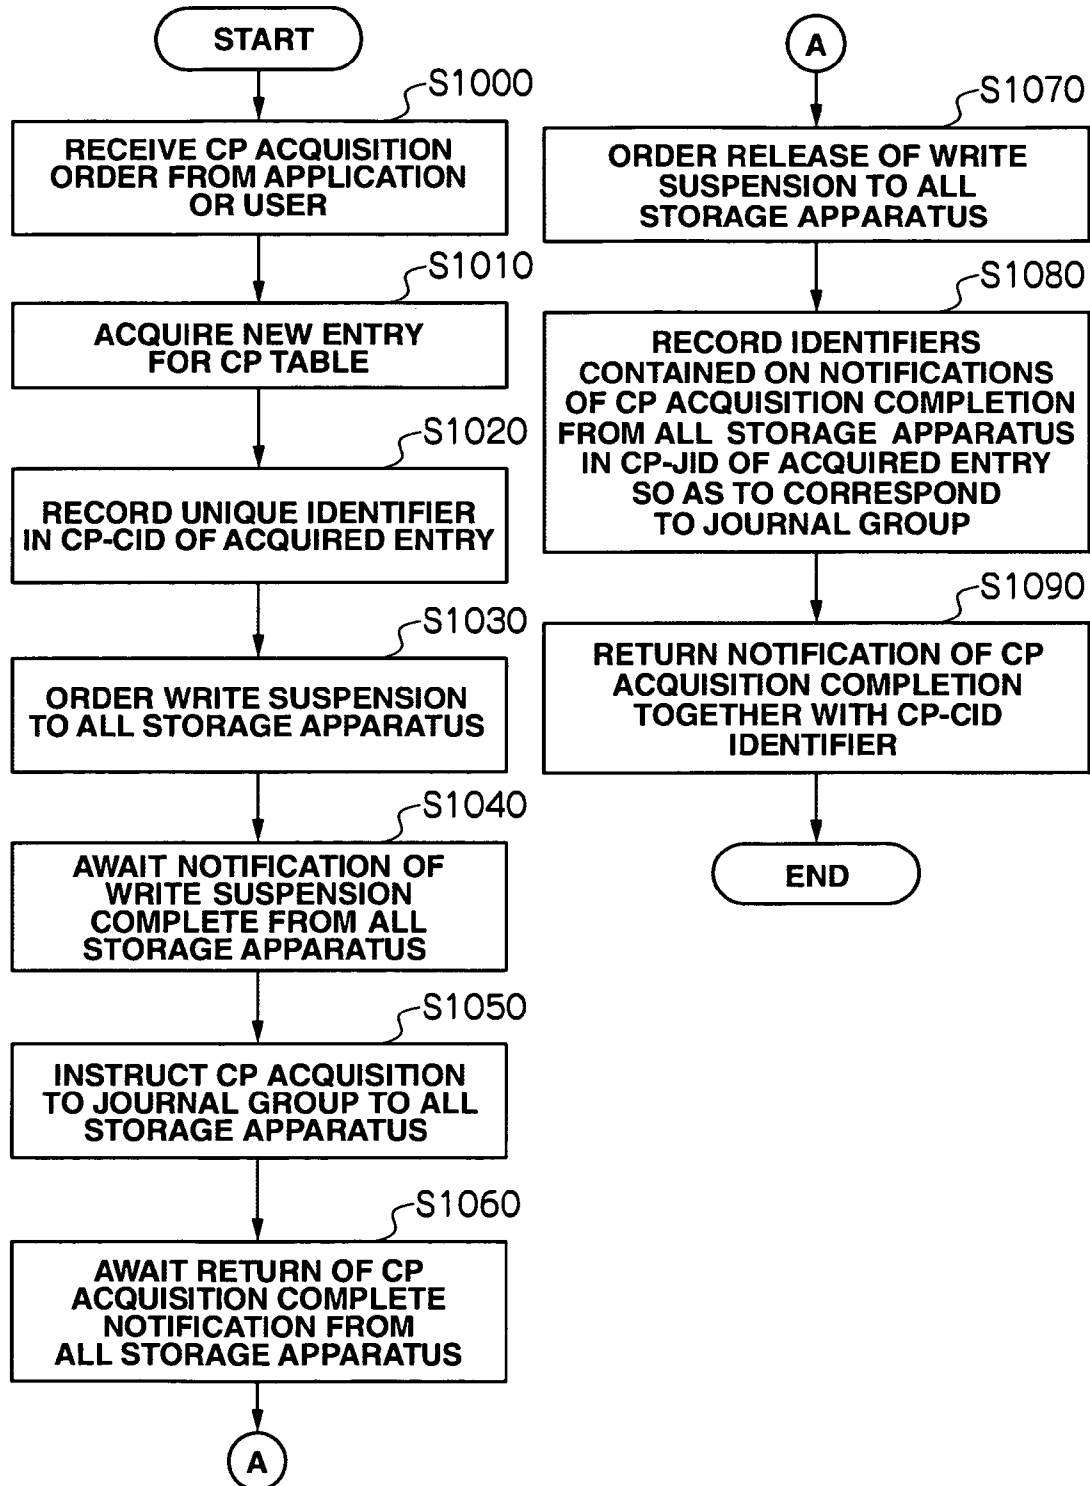 START
S1000
RECEIVE CP ACQUISITION
ORDER FROM APPLICATION
OR USER
S1010
ACQUIRE NEW ENTRY
FOR CP TABLE
S1020
RECORD UNIQUE IDENTIFIER
IN CP-CID OF ACQUIRED ENTRY
S1030
ORDER WRITE SUSPENSION
TO ALL STORAGE APPARATUS
S1040
AWAIT NOTIFICATION OF
WRITE SUSPENSION
COMPLETE FROM ALL
STORAGE APPARATUS
S1050
INSTRUCT CP ACQUISITION
TO JOURNAL GROUP TO ALL
STORAGE APPARATUS
S1060
AWAIT RETURN OF CP
ACQUISITION COMPLETE
NOTIFICATION FROM
ALL STORAGE APPARATUS
A
A
S1070
ORDER RELEASE OF WRITE
SUSPENSION TO ALL
STORAGE APPARATUS
S1080
RECORD IDENTIFIERS
CONTAINED ON NOTIFICATIONS
OF CP ACQUISITION COMPLETION
FROM ALL STORAGE APPARATUS
IN CP-JID OF ACQUIRED ENTRY
SO AS TO CORRESPOND
TO JOURNAL GROUP
S1090
RETURN NOTIFICATION OF CP
ACQUISITION COMPLETION
TOGETHER WITH CP-CID
IDENTIFIER
END